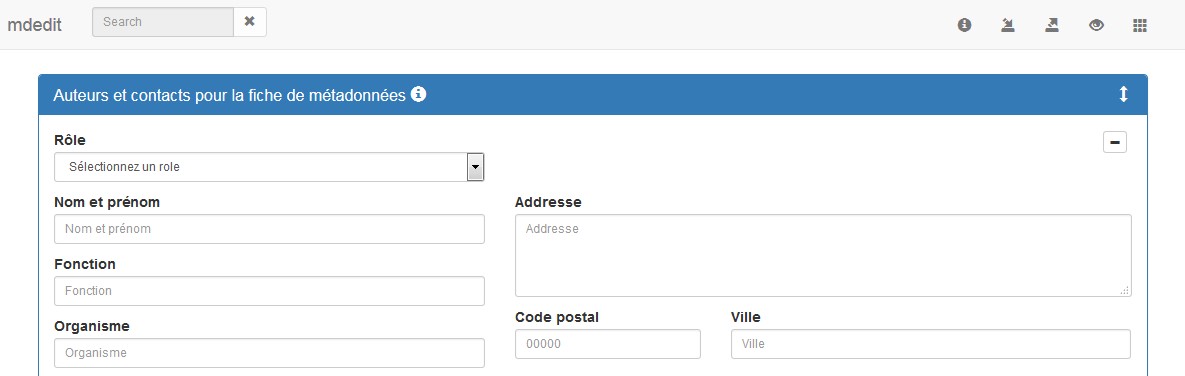 mdedit
Search
Auteurs et contacts pour la fiche de métadonnées
Rôle
Sélectionnez un role
Nom et prénom
Nom et prénom
Fonction
Fonction
Organisme
Organisme
Addresse
Addresse
Code postal
00000
Ville
Ville